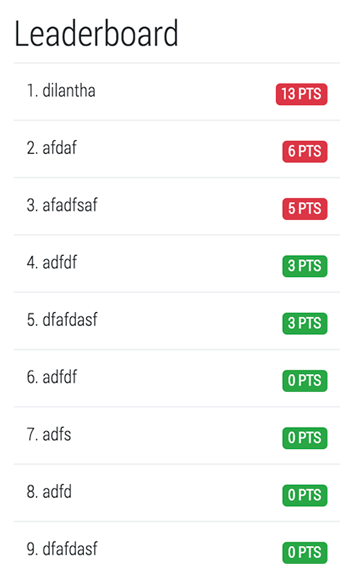 Leaderboard
1. dilantha 13 PTS
2. afdaf 6 PTS
3. afadfsaf 5 PTS
4. adfdf 3 PTS
5. dfafdasf 3 PTS
6. adfdf 0 PTS
7. adfs 0 PTS
8. adfd 0 PTS
9. dfafdasf 0 PTS